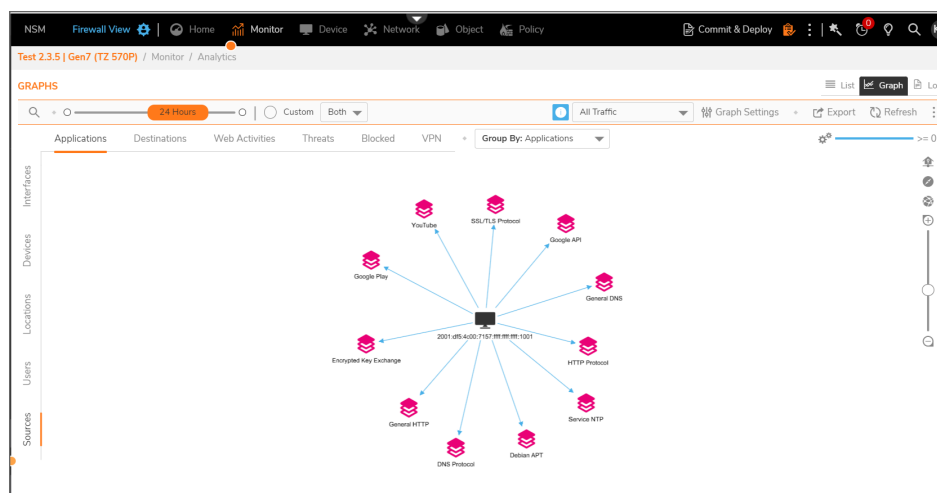 NSM Firewall View Home Monitor Device Network Object Policy Commit & Deploy 0
Test 2.3.5 | Gen7 (TZ 570P) / Monitor / Analytics
GRAPHS List Graph Lo
24 Hours Custom Both All Traffic Graph Settings Export Refresh
Applications Destinations Web Activities Threats Blocked VPN Group By: Applications >= 0
Interfaces
Devices
Locations
Users
Sources
SSL/TLS Protocol
YouTube
Google API
Google Play
General DNS
2001:df5:4c00:7157:ffff:ffff:ffff:1001
Encrypted Key Exchange
HTTP Protocol
General HTTP
Service NTP
Debian APT
DNS Protocol